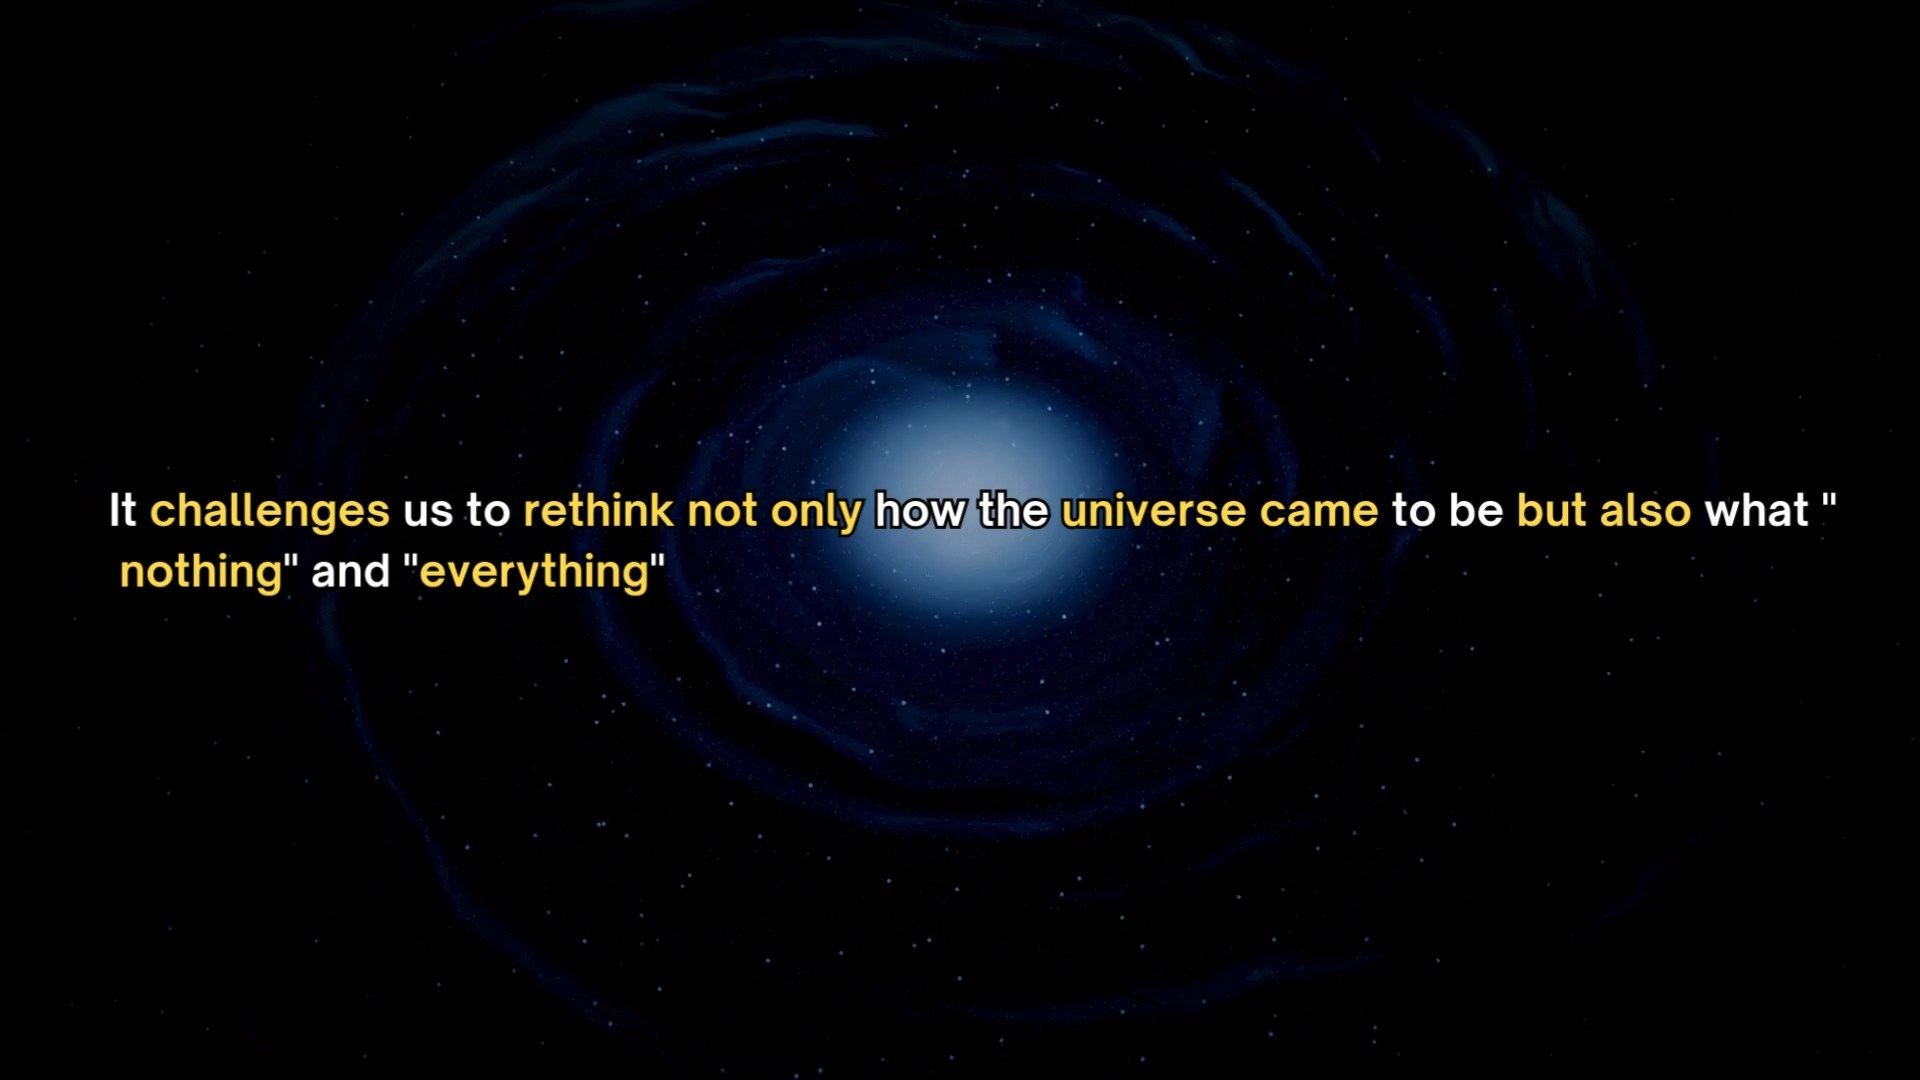 It challenges us to rethink not only how the universe came to be but also what "
nothing" and "everything"